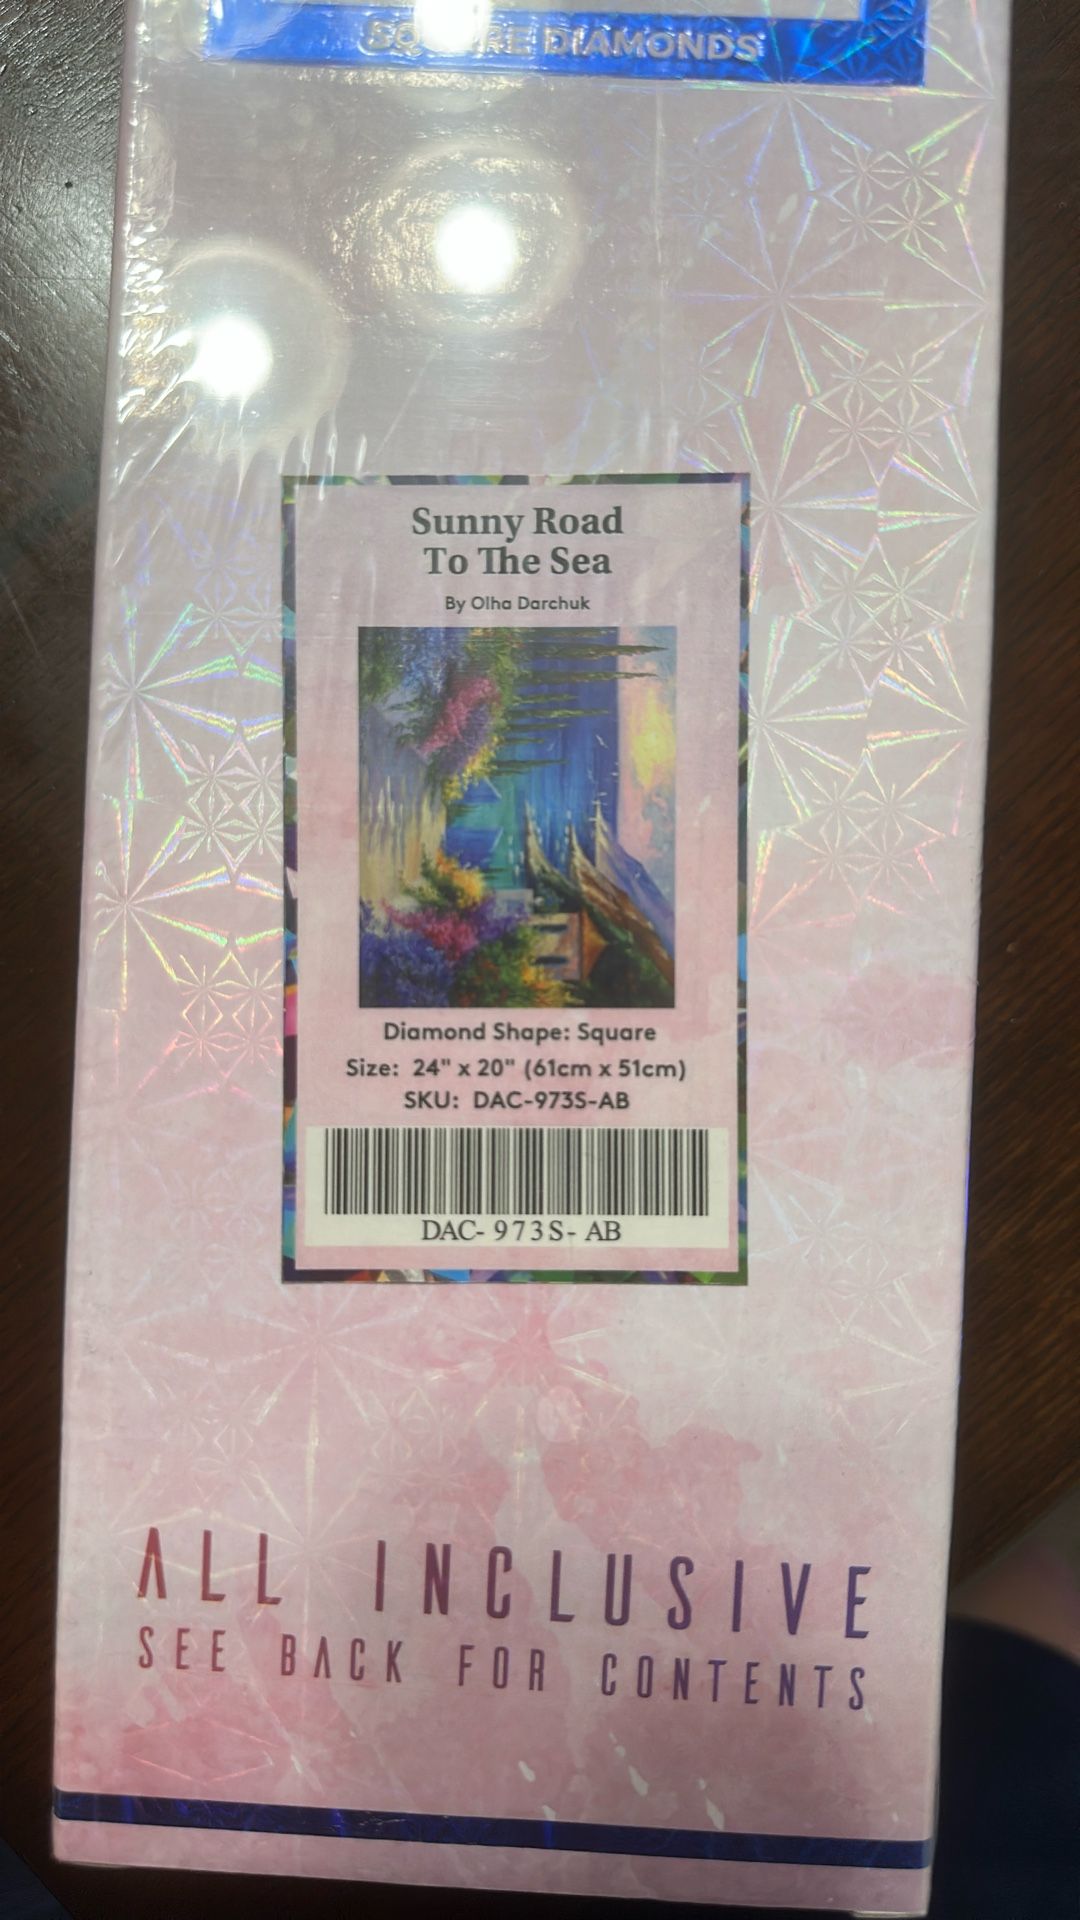 SQUARE DIAMONDS
Sunny Road
To The Sea
By Olha Darchuk
Diamond Shape: Square
Size: 24" x 20" (61cm x 51cm)
SKU: DAC-973S-AB
DAC- 973S- AB
ALL INCLUSIVE
SEE BACK FOR CONTENTS